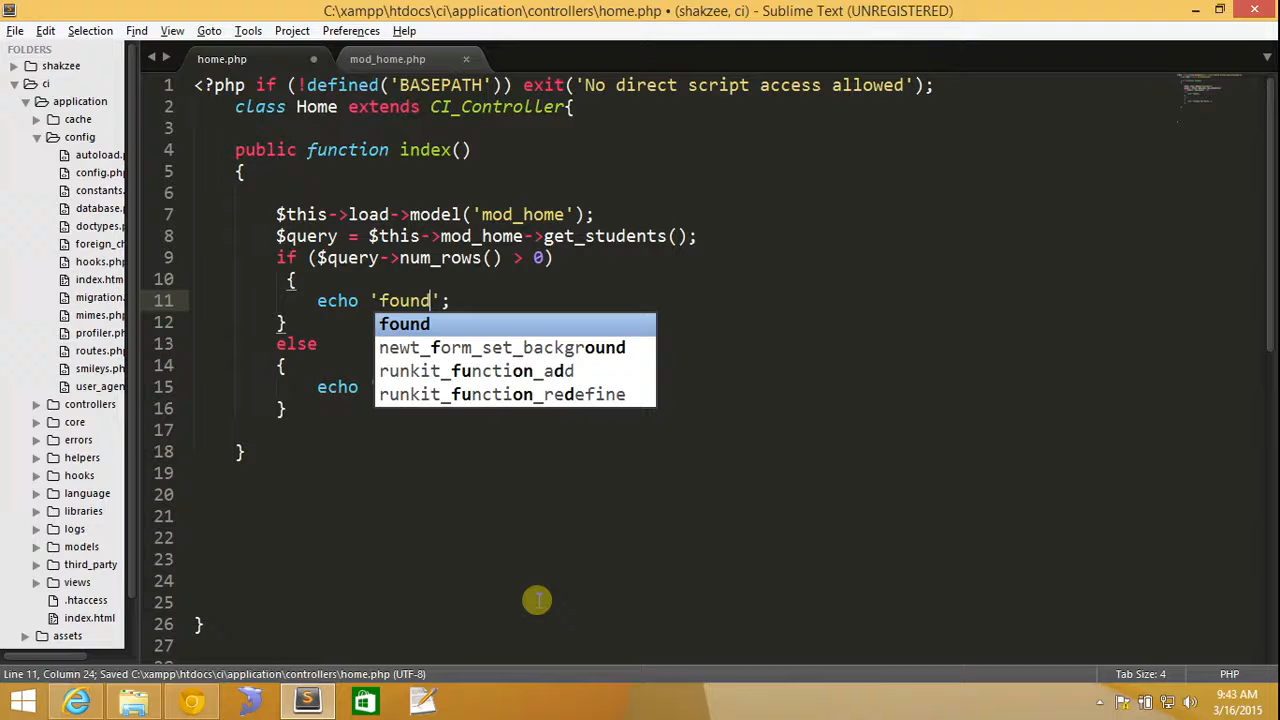 C:\xampp\htdocs\ci\application\controllers\home.php • (shakzee, ci) - Sublime Text (UNREGISTERED)
File Edit Selection Find View Goto Tools Project Preferences Help
FOLDERS
shakzee
ci
application
cache
config
autoload.p
config.php
constants.
database.
doctypes.
foreign_ch
hooks.php
index.htm
migration.
mimes.php
profiler.ph
routes.php
smileys.ph
user_agen
controllers
core
errors
helpers
hooks
language
libraries
logs
models
third_party
views
.htaccess
index.html
assets
home.php mod_home.php
1 <?php if (!defined('BASEPATH')) exit('No direct script access allowed');
2 class Home extends CI_Controller{
3
4 public function index()
5 {
6
7 $this->load->model('mod_home');
8 $query = $this->mod_home->get_students();
9 if ($query->num_rows() > 0)
10 {
11 echo 'found';
12 }
13 else
14 {
15 echo
16 }
17
18 }
19
20
21
22
23
24
25
26 }
27
found
newt_form_set_background
runkit_function_add
runkit_function_redefine
Line 11, Column 24; Saved C:\xampp\htdocs\ci\application\controllers\home.php (UTF-8) Tab Size: 4 PHP
9:43 AM
3/16/2015